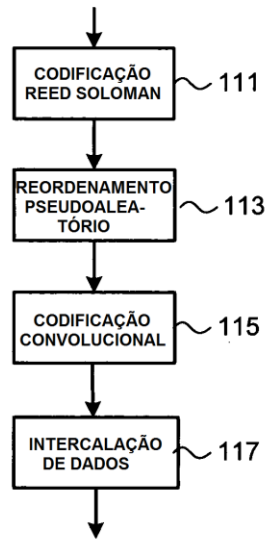 CODIFICAÇÃO
REED SOLOMAN
111
REORDENAMENTO
PSEUDOALEA-
TÓRIO
113
CODIFICAÇÃO
CONVOLUCIONAL
115
INTERCALAÇÃO
DE DADOS
117